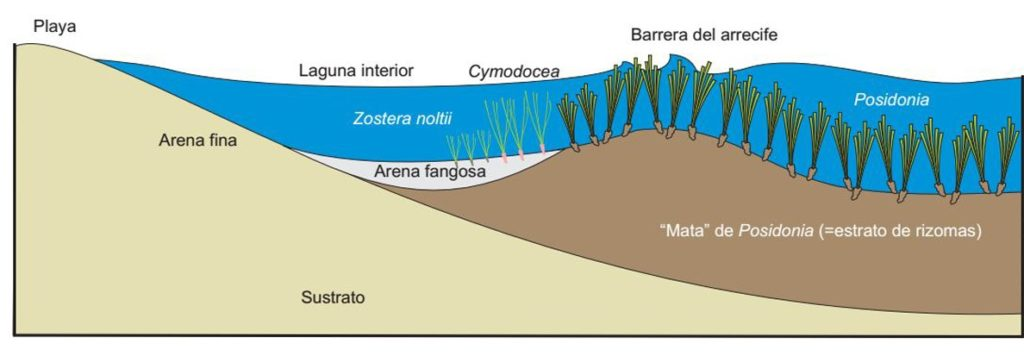 Playa
Barrera del arrecife
Laguna interior
Cymodocea
Posidonia
Zostera noltii
Arena fina
Arena fangosa
“Mata” de Posidonia (=estrato de rizomas)
Sustrato